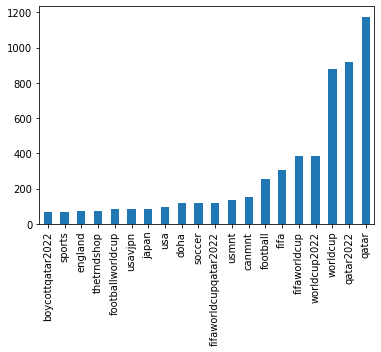 1200
1000
800
600
400
200
0
boycottqatar2022
sports
england
thetrndshop
footballworldcup
usavjpn
japan
usa
doha
soccer
fifaworldcupqatar2022
usmnt
canmnt
football
fifa
fifaworldcup
worldcup2022
worldcup
qatar2022
qatar